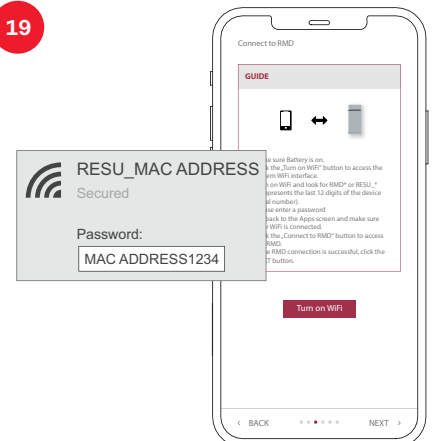 19
Connect to RMD
GUIDE
sure Battery is on.
the „Turn on WiFi" button to access the
WiFi interface.
on WiFi and look for RMD* or RESU_*
represents the last 12 digits of the device
number).
enter a password
back to the Apps screen and make sure
WiFi is connected.
the „Connect to RMD" button to access
RMD.
RMD connection is successful, click the
button.
RESU_MAC ADDRESS
Secured
Password:
MAC ADDRESS1234
Turn on WiFi
‹ BACK
NEXT ›